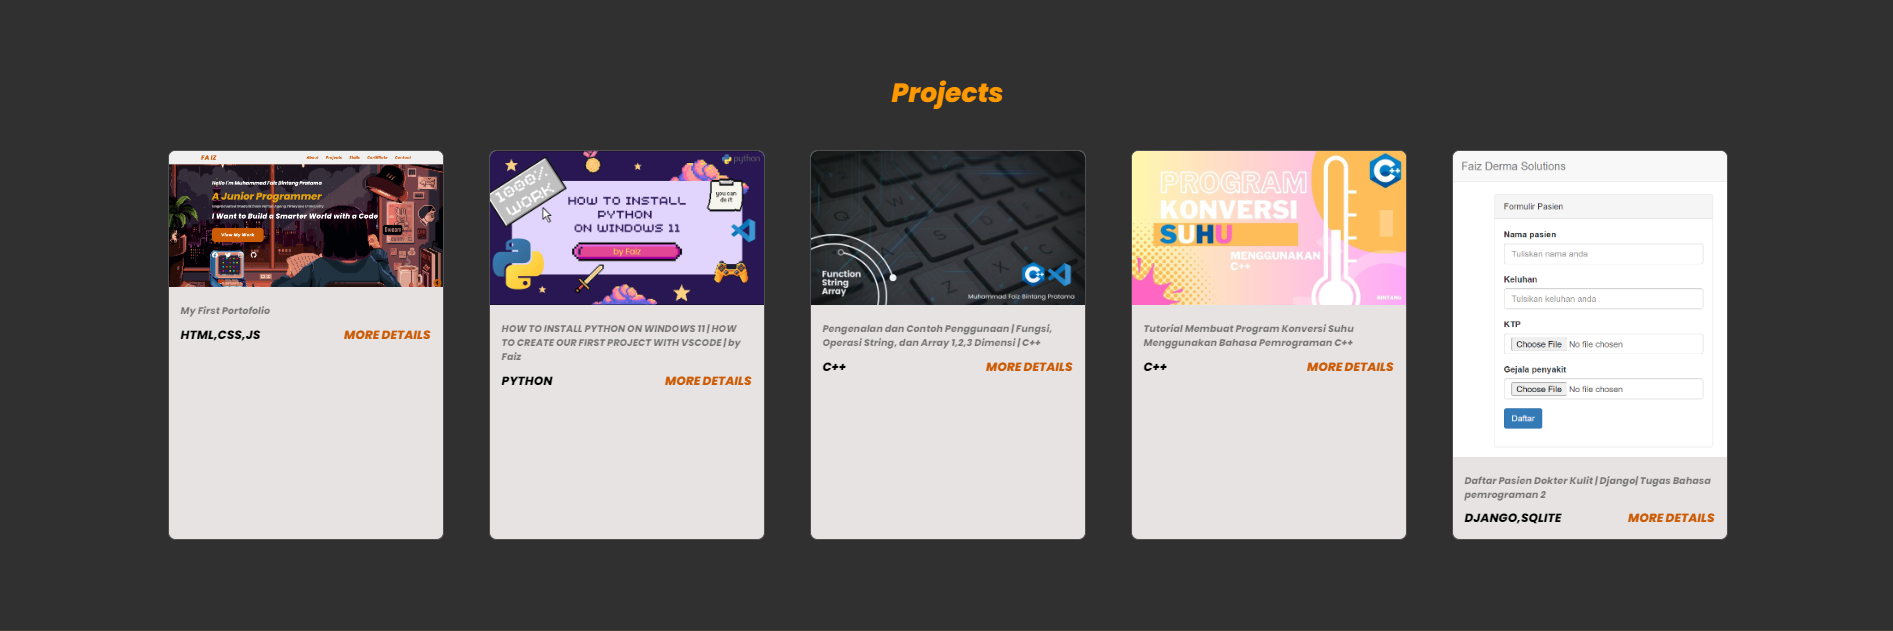 Projects
FAIZ
About Projects Skills Certificate Contact
Hello I'm Muhammad Faiz Bintang Pratama
A Junior Programmer
I Want to Build a Smarter World with a Code
View My Work
My First Portofolio
HTML,CSS,JS
MORE DETAILS
python
1000%
WORK
you can
do it
HOW TO INSTALL
PYTHON
ON WINDOWS 11
by Faiz
HOW TO INSTALL PYTHON ON WINDOWS 11 | HOW
TO CREATE OUR FIRST PROJECT WITH VSCODE | by
Faiz
PYTHON
MORE DETAILS
Function
String
Array
Muhammad Faiz Bintang Pratama
Pengenalan dan Contoh Penggunaan | Fungsi,
Operasi String, dan Array 1,2,3 Dimensi | C++
C++
MORE DETAILS
PROGRAM
KONVERSI
SUHU
MENGGUNAKAN
C++
Tutorial Membuat Program Konversi Suhu
Menggunakan Bahasa Pemrograman C++
C++
MORE DETAILS
Faiz Derma Solutions
Formulir Pasien
Nama pasien
Tuliskan nama anda
Keluhan
Tulsikan keluhan anda
KTP
Choose File No file chosen
Gejala penyakit
Choose File No file chosen
Daftar
Daftar Pasien Dokter Kulit | Django| Tugas Bahasa
pemrograman 2
DJANGO,SQLITE
MORE DETAILS